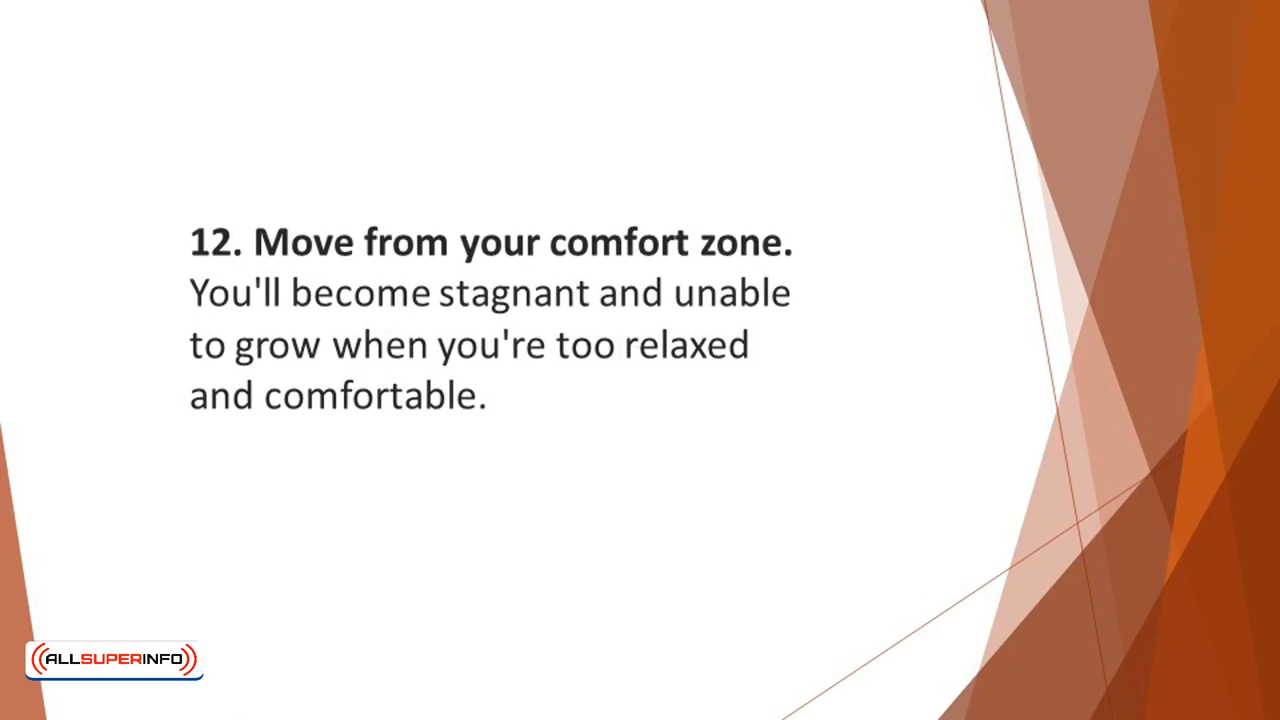 12. Move from your comfort zone.
You'll become stagnant and unable
to grow when you're too relaxed
and comfortable.
ALLSUPERINFO